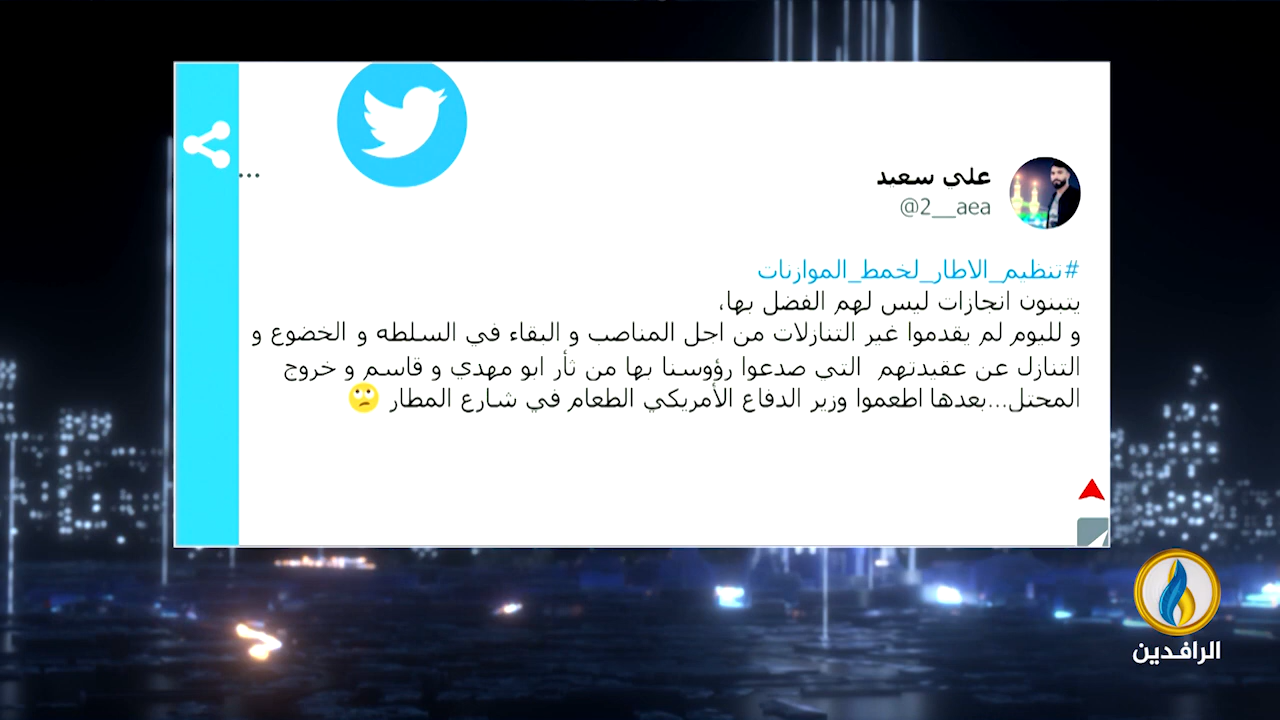 ...
علي سعيد
@2__aea
#تنظيم_الاطار_لخمط_الموازنات
يتبنون انجازات ليس لهم الفضل بها،
و لليوم لم يقدموا غير التنازلات من اجل المناصب و البقاء في السلطه و الخضوع و
التنازل عن عقيدتهم التي صدعوا رؤوسنا بها من ثأر ابو مهدي و قاسم و خروج
المحتل...بعدها اطعموا وزير الدفاع الأمريكي الطعام في شارع المطار 🙄
الرافدين